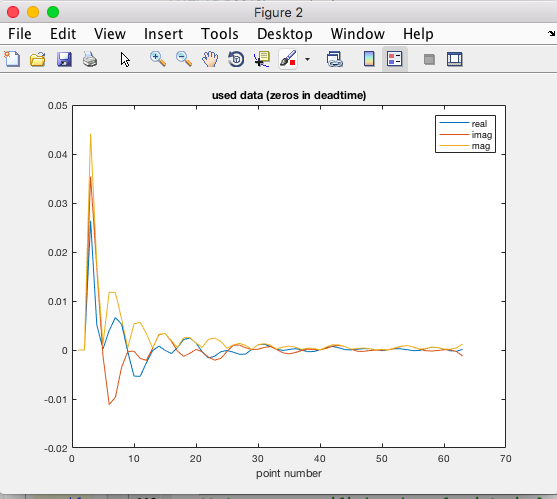 Figure 2
File Edit View Insert Tools Desktop Window Help
used data (zeros in deadtime)
real
imag
mag
0.05
0.04
0.03
0.02
0.01
0
-0.01
-0.02
0 10 20 30 40 50 60 70
point number